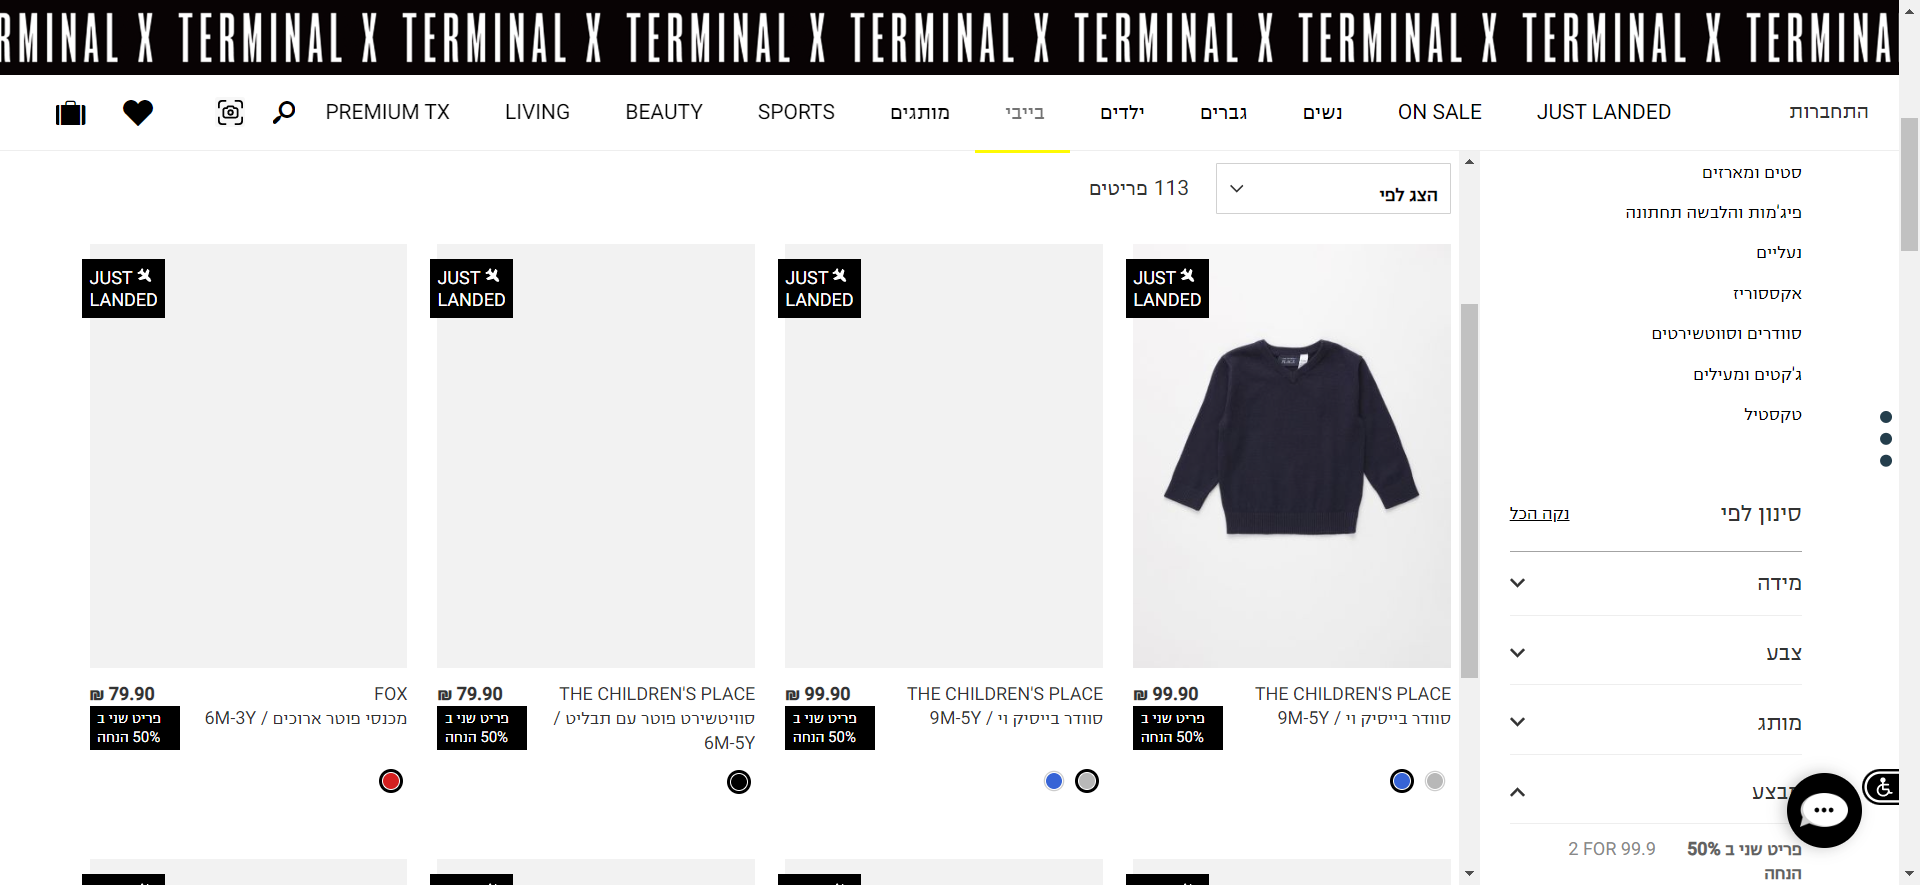 RMINAL X TERMINAL X TERMINAL X TERMINAL X TERMINAL X TERMINAL X TERMINAL X TERMINAL X TERMINA
התחברות
JUST LANDED
ON SALE
נשים
גברים
ילדים
בייבי
מותגים
SPORTS
BEAUTY
LIVING
PREMIUM TX
סטים ומארזים
פיג'מות והלבשה תחתונה
נעליים
אקססוריז
סוודרים וסווטשירטים
ג'קטים ומעילים
טקסטיל
סינון לפי
נקה הכל
מידה
צבע
מותג
מבצע
פריט שני ב 50%
הנחה
2 FOR 99.9
הצג לפי
113 פריטים
JUST
LANDED
THE CHILDREN'S PLACE
סוודר בייסיק וי / 9M-5Y
99.90 ₪
פריט שני ב
50% הנחה
JUST
LANDED
THE CHILDREN'S PLACE
סוודר בייסיק וי / 9M-5Y
99.90 ₪
פריט שני ב
50% הנחה
JUST
LANDED
THE CHILDREN'S PLACE
סוויטשירט פוטר עם תבליט /
6M-5Y
79.90 ₪
פריט שני ב
50% הנחה
JUST
LANDED
FOX
מכנסי פוטר ארוכים / 6M-3Y
79.90 ₪
פריט שני ב
50% הנחה